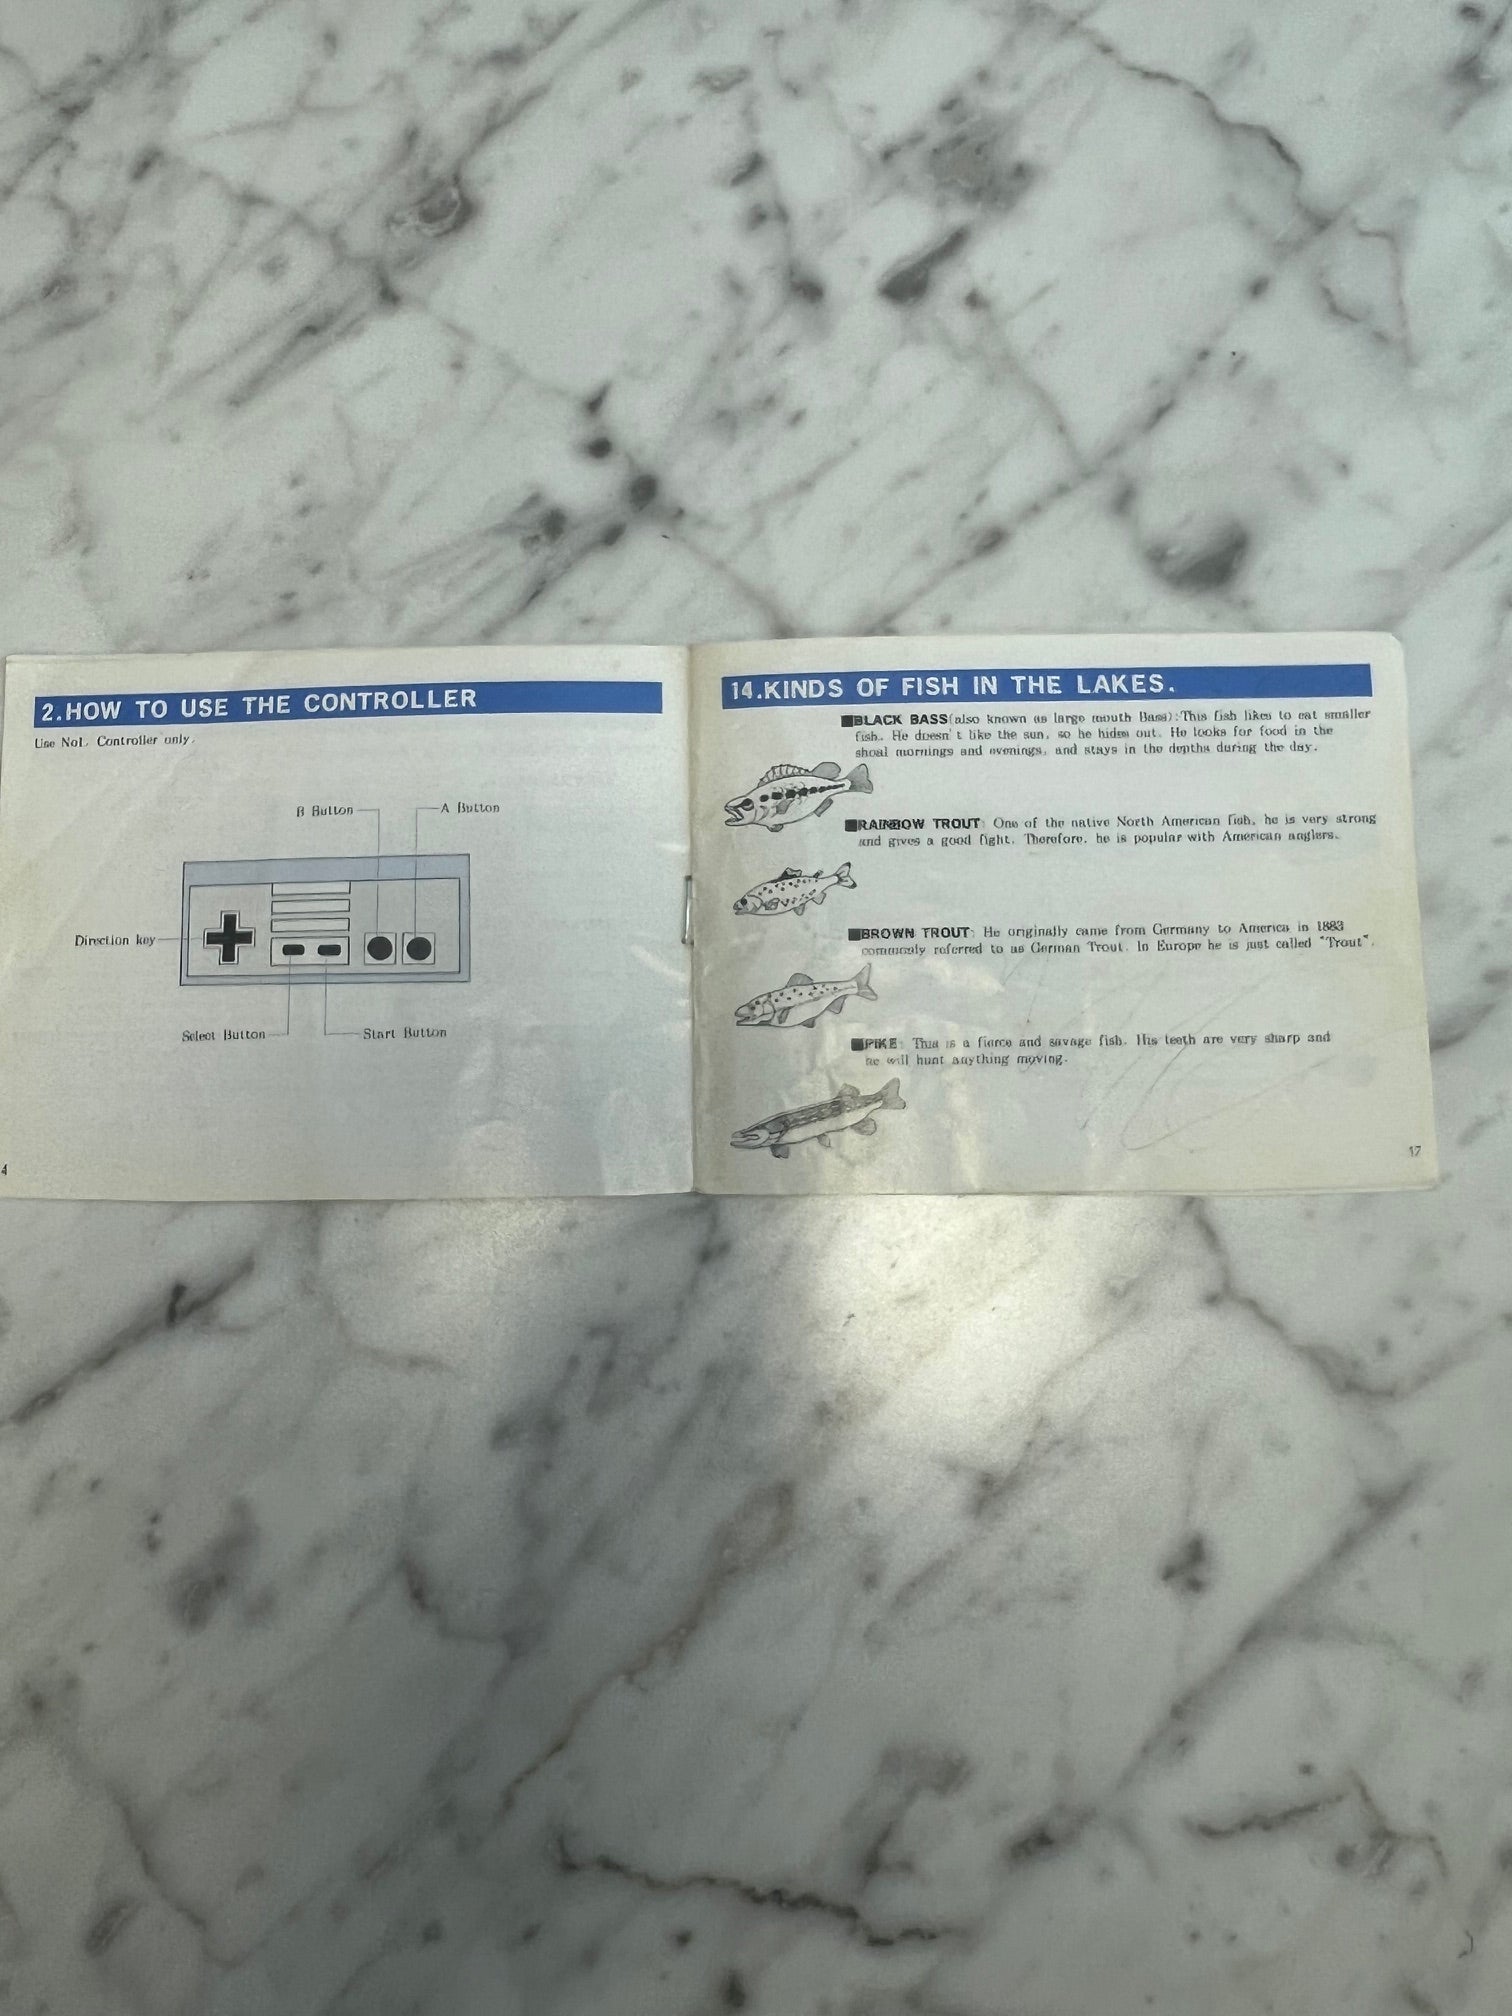 2.HOW TO USE THE CONTROLLER
Use No1. Controller only.
B Button
A Button
Direction key
Select Button
Start Button
4
14.KINDS OF FISH IN THE LAKES.
■BLACK BASS(also known as large mouth Bass):This fish likes to eat smaller
fish. He doesn't like the sun, so he hides out. He looks for food in the
shoal mornings and evenings, and stays in the depths during the day.
■RAINBOW TROUT: One of the native North American fish, he is very strong
and gives a good fight. Therefore, he is popular with American anglers.
■BROWN TROUT: He originally came from Germany to America in 1883
commonly referred to as German Trout. In Europe he is just called "Trout".
■PIKE: This is a fierce and savage fish. His teeth are very sharp and
he will hunt anything moving.
17